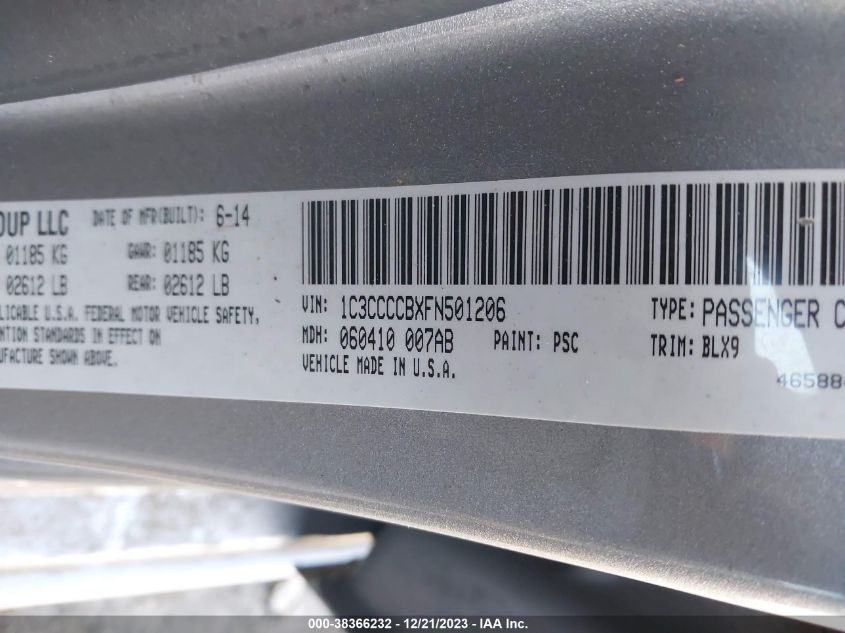 OUP LLC DATE OF MFR(BUILT): 6-14
01185 KG GAWR: 01185 KG
02612 LB REAR: 02612 LB
LICABLE U.S.A. FEDERAL MOTOR VEHICLE SAFETY,
NTION STANDARDS IN EFFECT ON
UFACTURE SHOWN ABOVE.
VIN: 1C3CCCCBXFN501206 TYPE: PASSENGER C
MDH: 060410 007AB PAINT: PSC TRIM: BLX9
VEHICLE MADE IN U.S.A.
46588
000-38366232 - 12/21/2023 - IAA Inc.